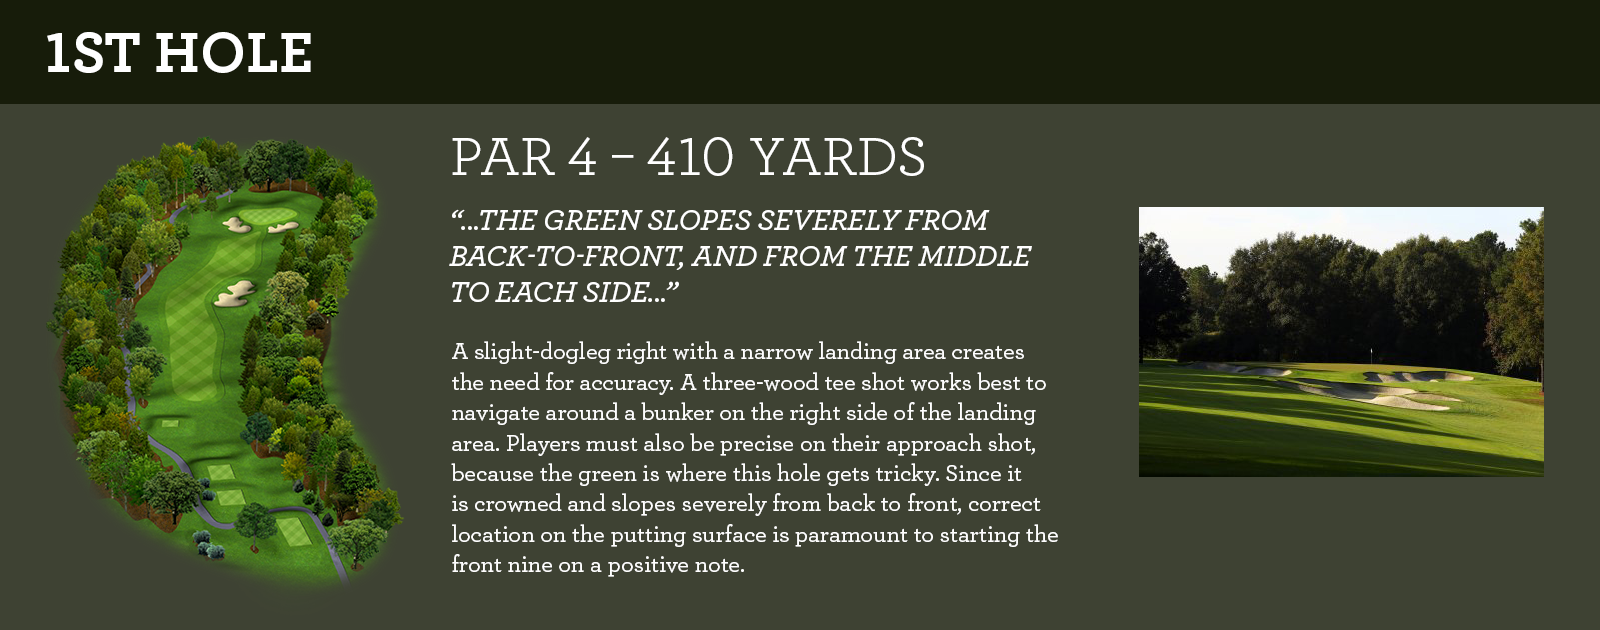 1ST HOLE
PAR 4 – 410 YARDS
“...THE GREEN SLOPES SEVERELY FROM
BACK-TO-FRONT, AND FROM THE MIDDLE
TO EACH SIDE...”
A slight-dogleg right with a narrow landing area creates
the need for accuracy. A three-wood tee shot works best to
navigate around a bunker on the right side of the landing
area. Players must also be precise on their approach shot,
because the green is where this hole gets tricky. Since it
is crowned and slopes severely from back to front, correct
location on the putting surface is paramount to starting the
front nine on a positive note.